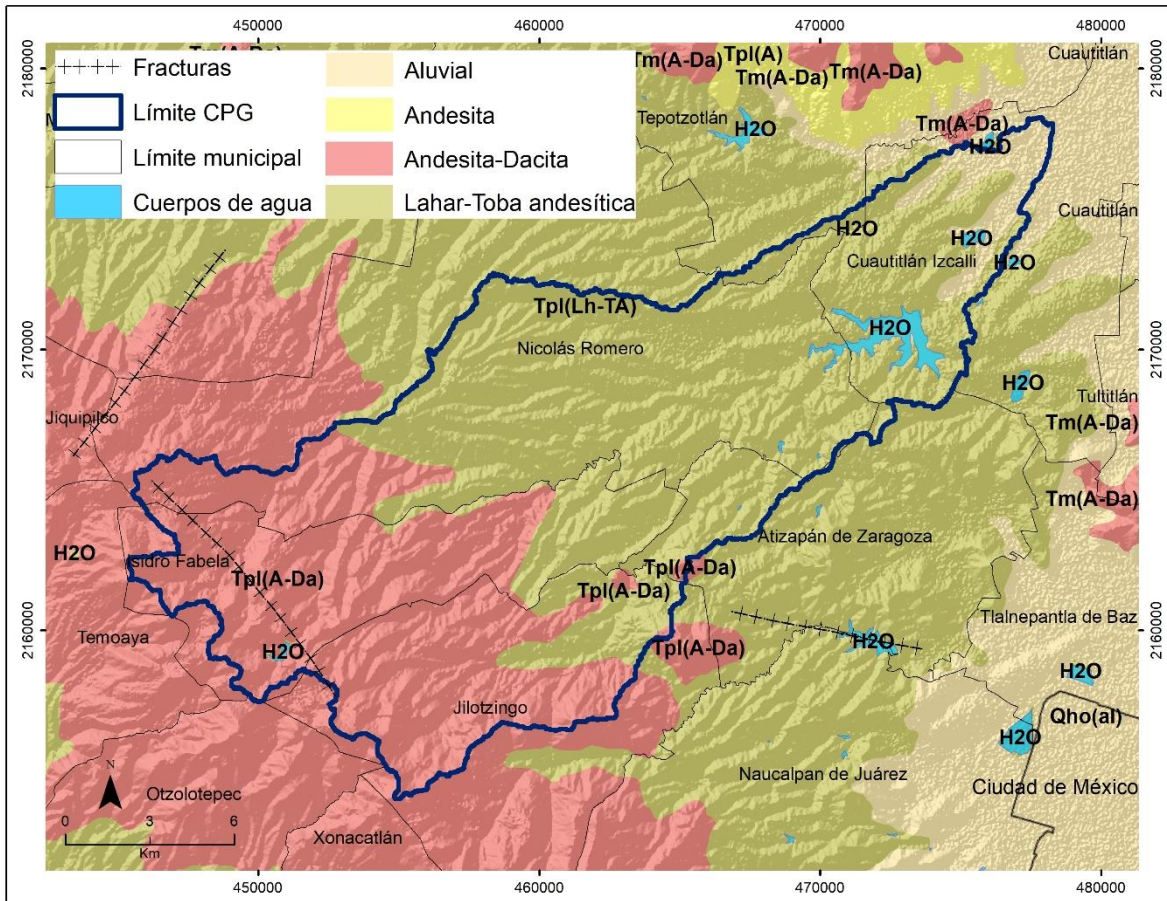 450000
460000
470000
480000
2180000
2170000
2160000
Fracturas
Límite CPG
Límite municipal
Cuerpos de agua
Aluvial
Andesita
Andesita-Dacita
Lahar-Toba andesítica
Tm(A-Da)
Tpl(A)
Tm(A-Da)
Tm(A-Da)
Cuautitlán
2180000
Tepotzotlán
H2O
Tm(A-Da)
H2O
Cuautitlán
H2O
H2O
Cuautitlán Izcalli
H2O
Tpl(Lh-TA)
Nicolás Romero
H2O
2170000
H2O
Tultitlán
Jiquipilco
Tm(A-Da)
Tm(A-Da)
H2O
Isidro Fabela
Tpl(A-Da)
Atizapán de Zaragoza
Tpl(A-Da)
Tpl(A-Da)
Temoaya
H2O
Tpl(A-Da)
H2O
Tlalnepantla de Baz
2160000
H2O
Jilotzingo
Qho(al)
H2O
Naucalpan de Juárez
Ciudad de México
Otzolotepec
Xonacatlán
N
0 3 6
Km
450000
460000
470000
480000